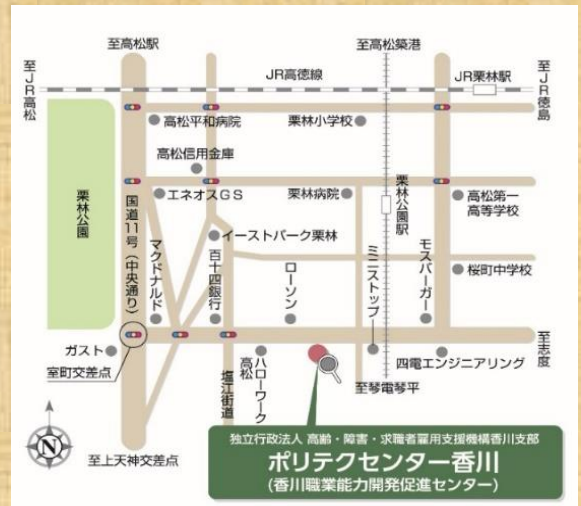 至高松駅
至高松築港
至JR高松
JR高徳線
JR栗林駅
至JR徳島
高松平和病院
栗林小学校
高松信用金庫
栗林公園
エネオスGS
栗林病院
栗林公園駅
高松第一
高等学校
国道11号(中央通り)
イーストパーク栗林
マクドナルド
百十四銀行
ローソン
ミニストップ
モスバーガー
桜町中学校
ガスト
室町交差点
塩江街道
ハローワーク
高松
四電エンジニアリング
至志度
至琴電琴平
N
至上天神交差点
独立行政法人 高齢・障害・求職者雇用支援機構香川支部
ポリテクセンター香川
(香川職業能力開発促進センター)